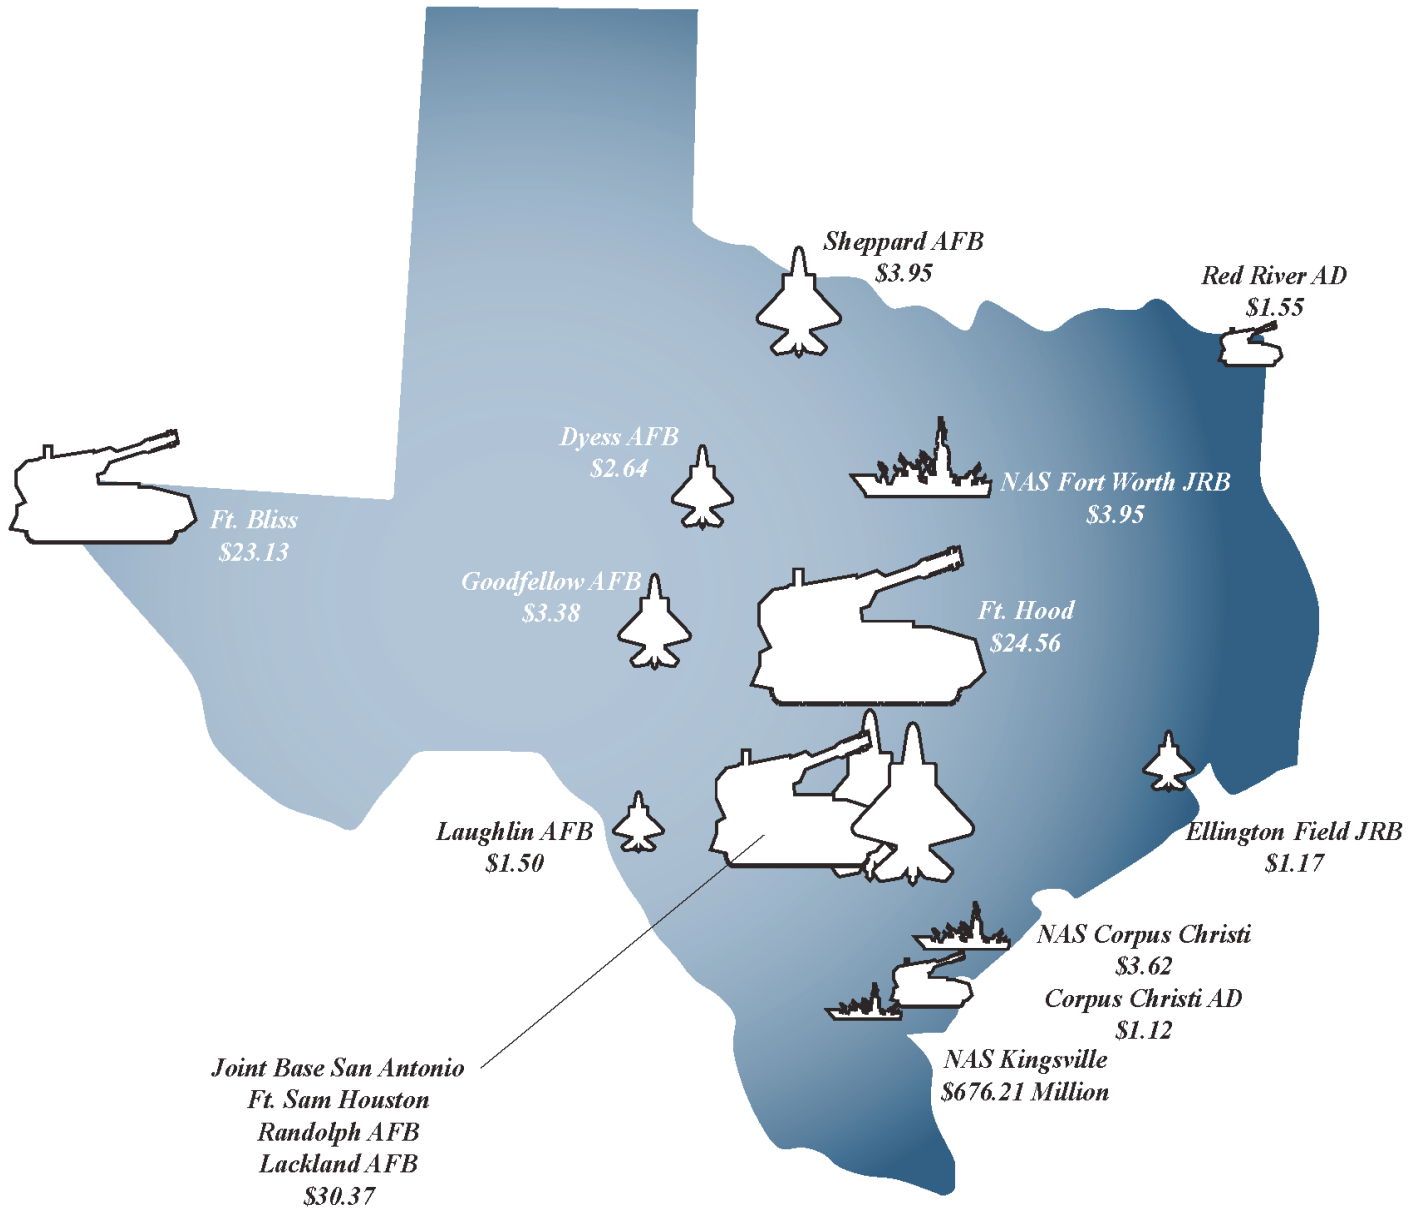 Sheppard AFB
$3.95
Red River AD
$1.55
Dyess AFB
$2.64
NAS Fort Worth JRB
$3.95
Ft. Bliss
$23.13
Goodfellow AFB
$3.38
Ft. Hood
$24.56
Laughlin AFB
$1.50
Ellington Field JRB
$1.17
NAS Corpus Christi
$3.62
Corpus Christi AD
$1.12
NAS Kingsville
$676.21 Million
Joint Base San Antonio
Ft. Sam Houston
Randolph AFB
Lackland AFB
$30.37